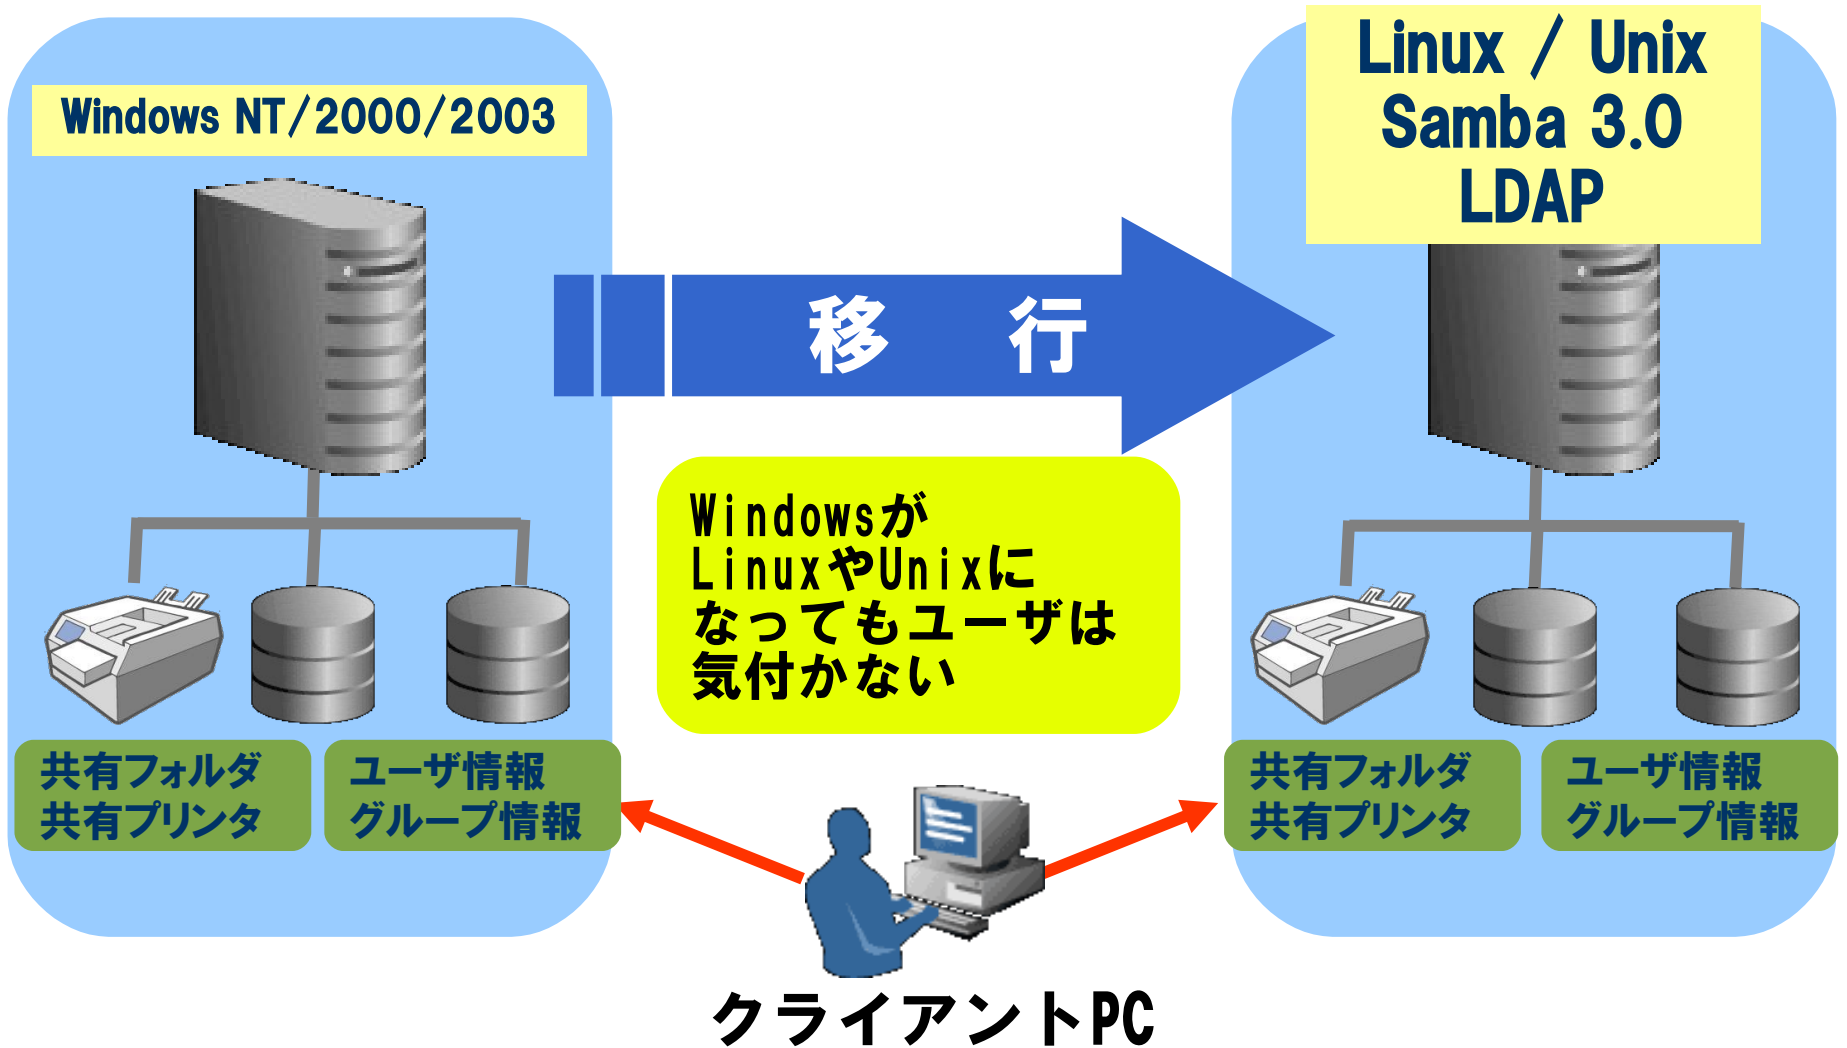 Windows NT/2000/2003
Linux / Unix
Samba 3.0
LDAP
移 行
Windowsが
LinuxやUnixに
なってもユーザは
気付かない
共有フォルダ
共有プリンタ
ユーザ情報
グループ情報
共有フォルダ
共有プリンタ
ユーザ情報
グループ情報
クライアントPC